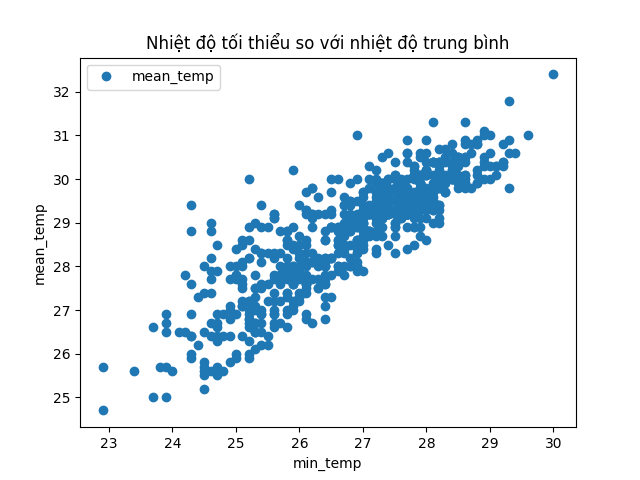 Nhiệt độ tối thiểu so với nhiệt độ trung bình
mean_temp
32
31
30
29
28
27
26
25
mean_temp
23 24 25 26 27 28 29 30
min_temp